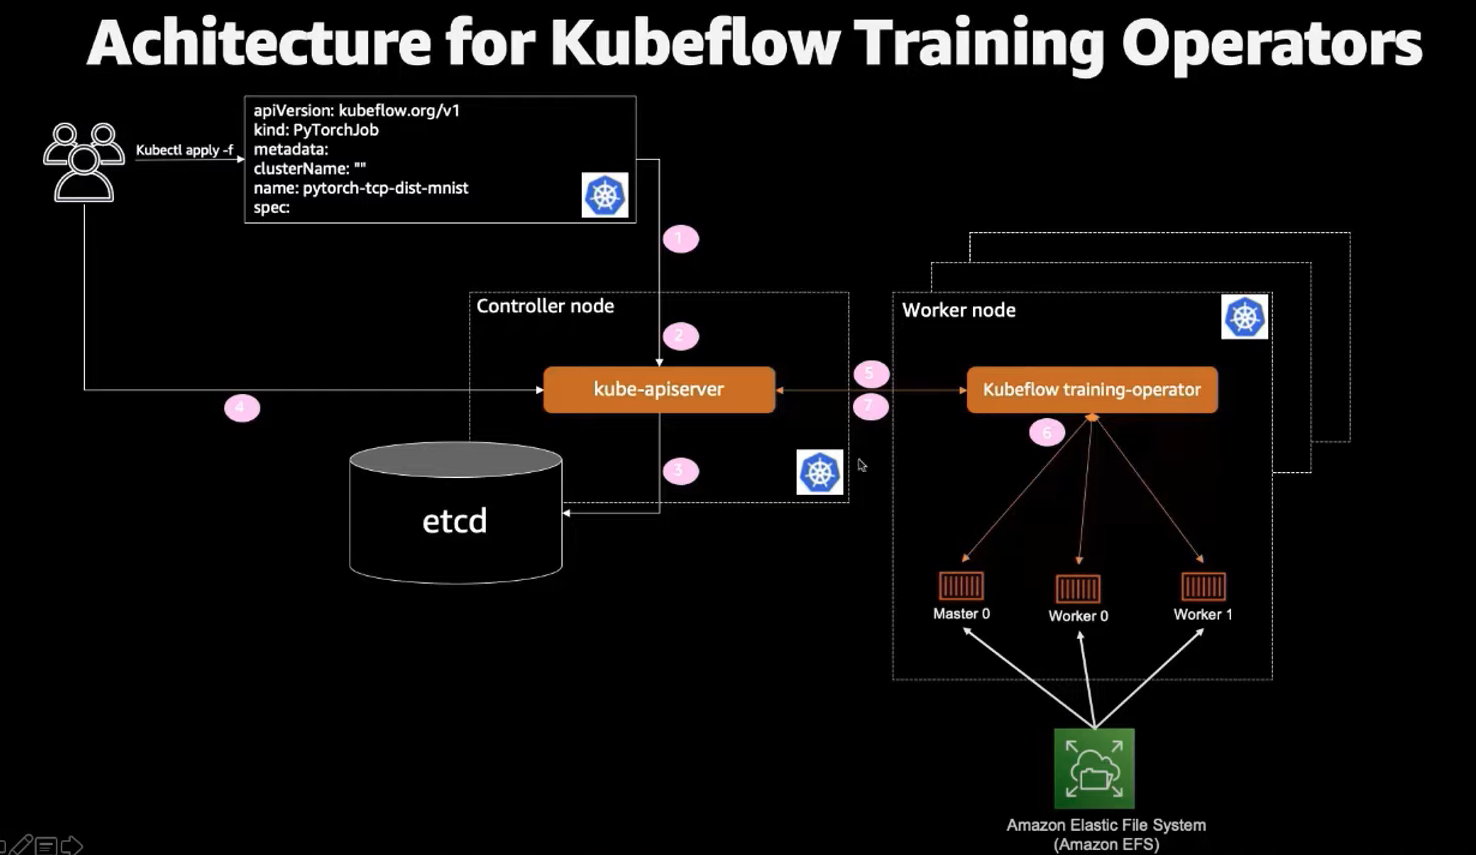 Achitecture for Kubeflow Training Operators
Kubectl apply -f
apiVersion: kubeflow.org/v1
kind: PyTorchJob
metadata:
clusterName: ""
name: pytorch-tcp-dist-mnist
spec:
1
Controller node
Worker node
2
kube-apiserver
5
Kubeflow training-operator
4
7
6
3
etcd
Master 0
Worker 0
Worker 1
Amazon Elastic File System
(Amazon EFS)